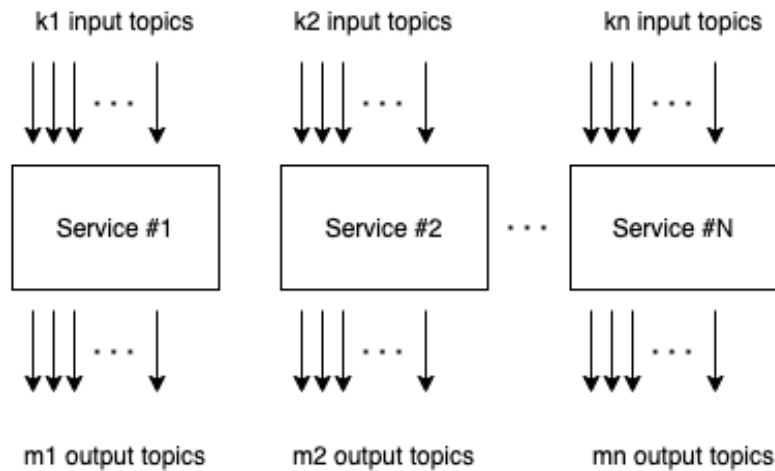 k1 input topics k2 input topics kn input topics
. . . . . . . . .
Service #1 Service #2 . . . Service #N
. . . . . . . . .
m1 output topics m2 output topics mn output topics